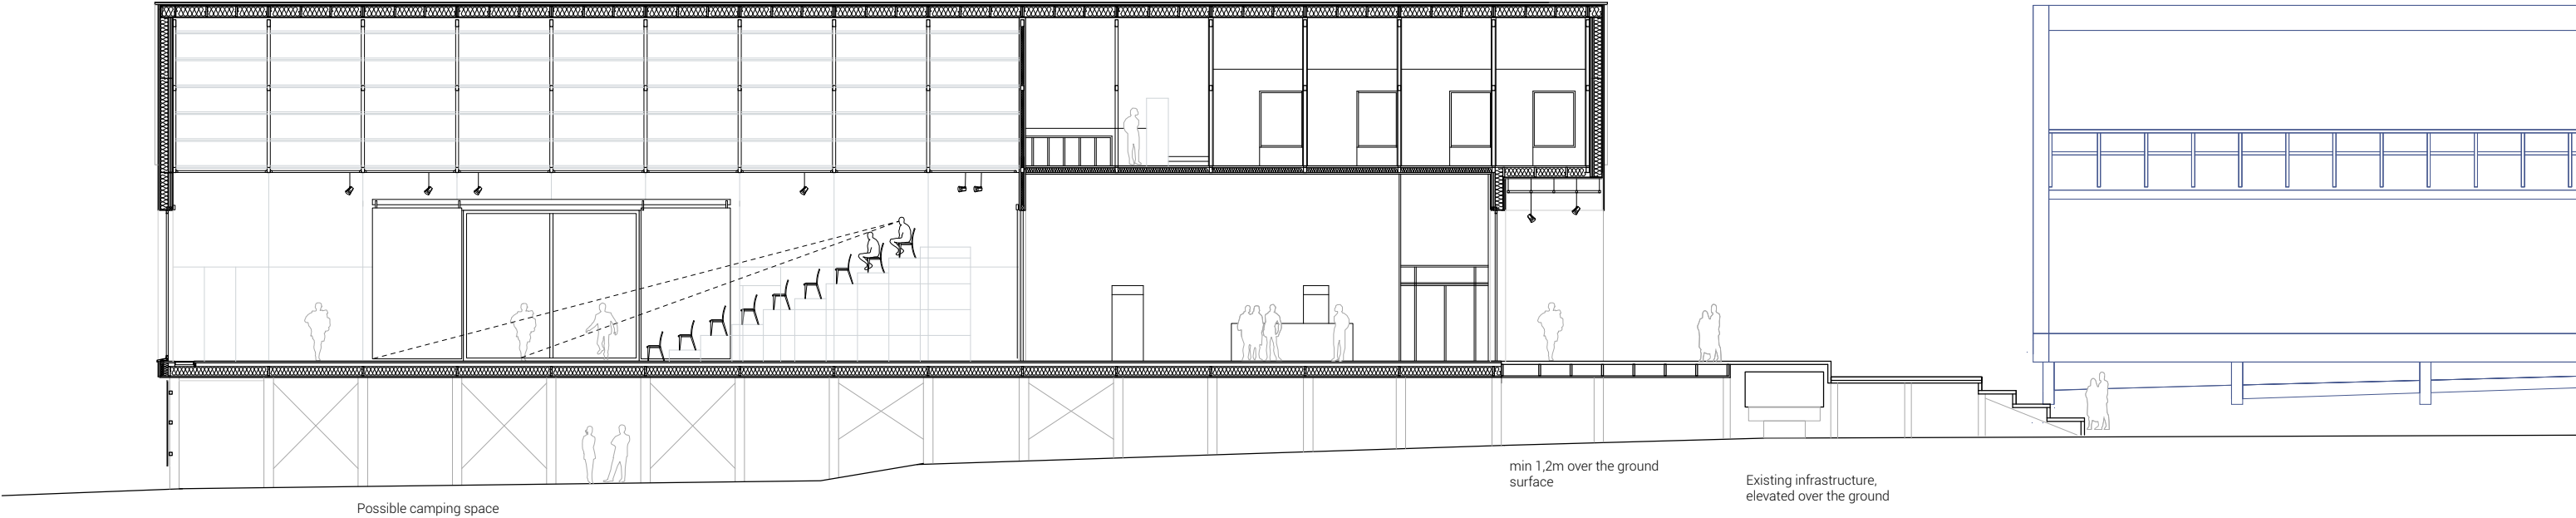 min 1,2m over the ground
surface
Existing infrastructure,
elevated over the ground
Possible camping space